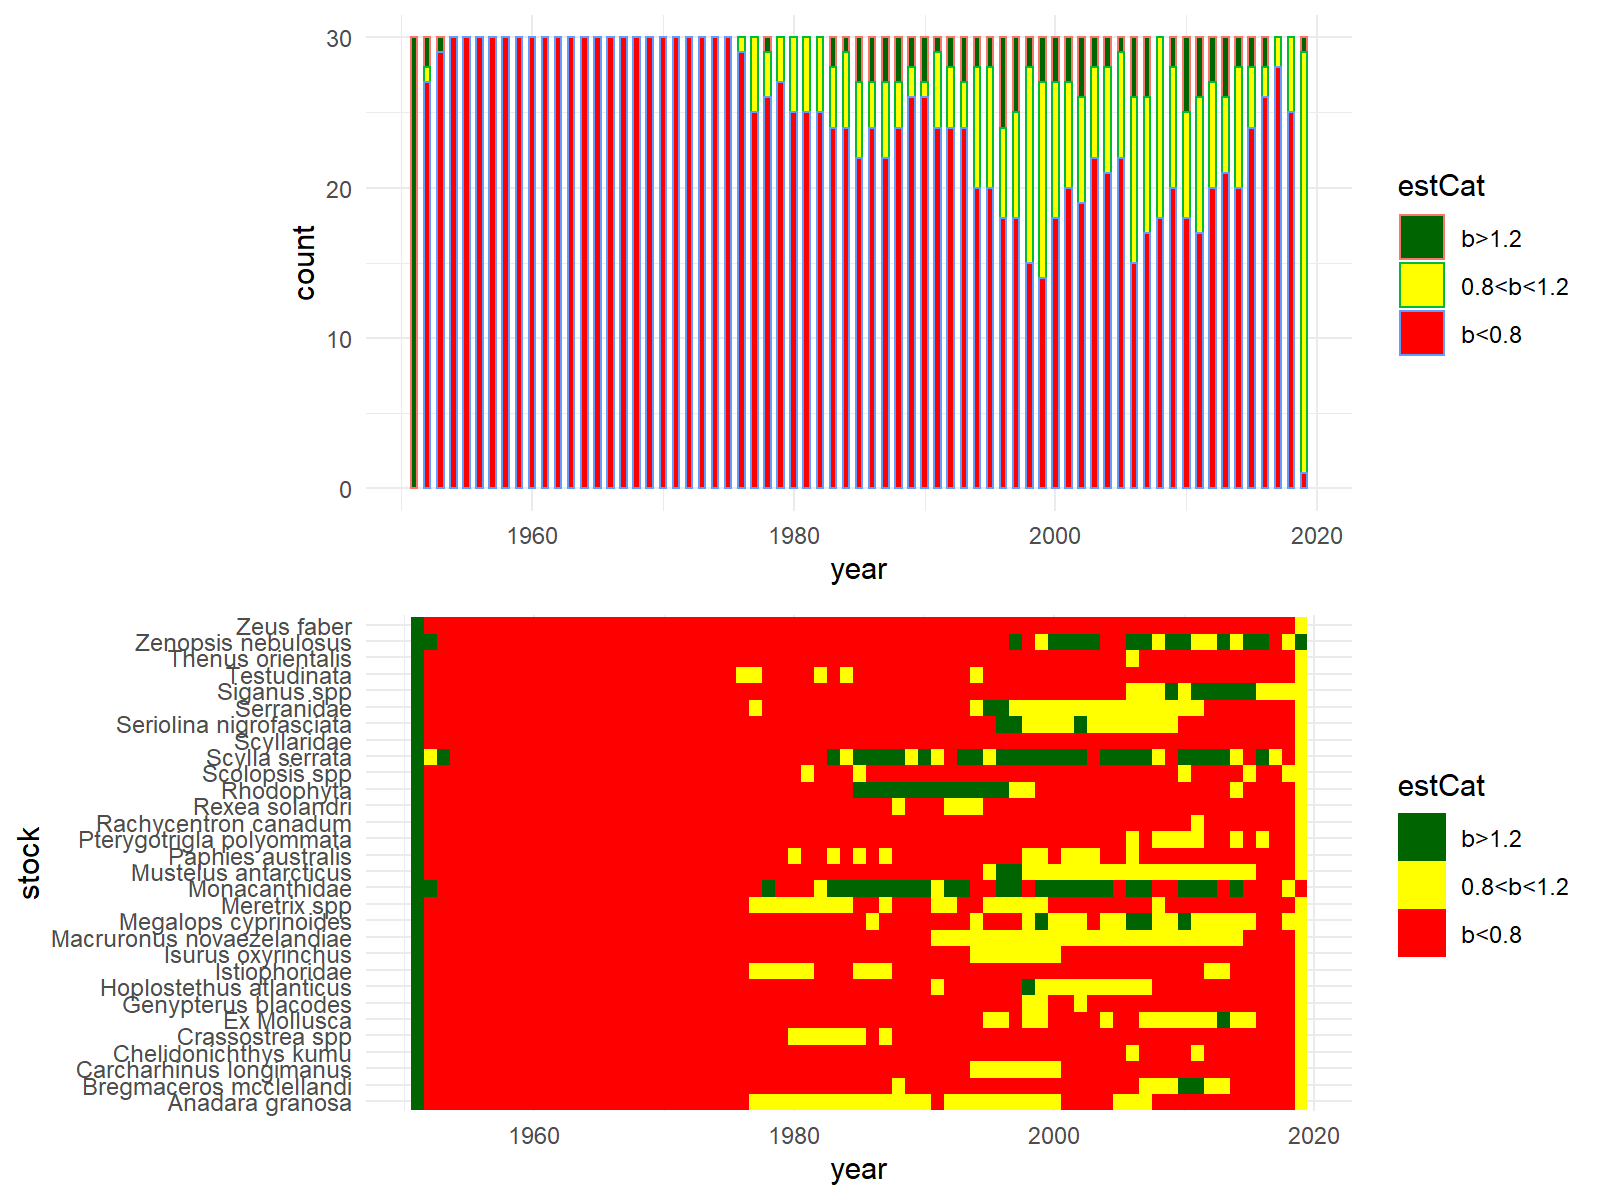 30
20
10
0
count
1960
1980
2000
2020
year
estCat
b>1.2
0.8<b<1.2
b<0.8
Zeus faber
Zenopsis nebulosus
Thenus orientalis
Testudinata
Siganus spp
Serranidae
Seriolina nigrofasciata
Scyllaridae
Scylla serrata
Scolopsis spp
Rhodophyta
Rexea solandri
Rachycentron canadum
Pterygotrigla polyommata
Paphies australis
Mustelus antarcticus
Monacanthidae
Meretrix spp
Megalops cyprinoides
Macruronus novaezelandiae
Isurus oxyrinchus
Istiophoridae
Hoplostethus atlanticus
Genypterus blacodes
Ex Mollusca
Crassostrea spp
Chelidonichthys kumu
Carcharhinus longimanus
Bregmaceros mcclellandi
Anadara granosa
stock
1960
1980
2000
2020
year
estCat
b>1.2
0.8<b<1.2
b<0.8